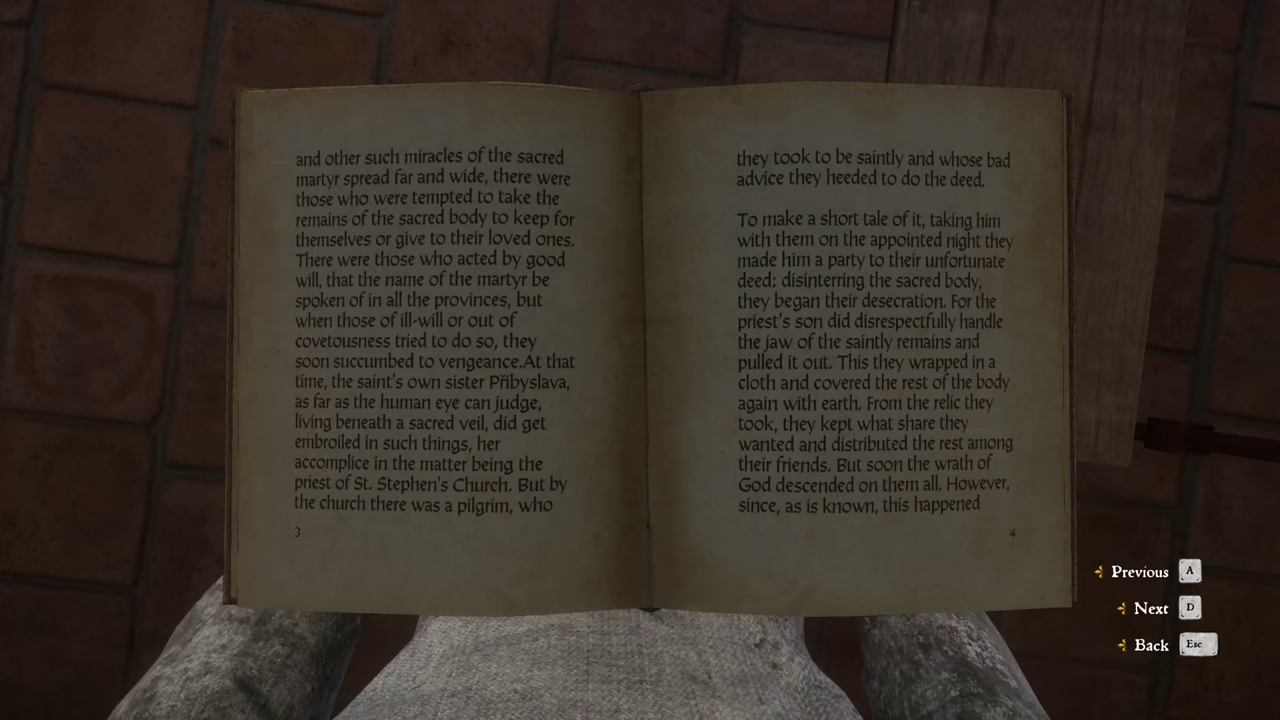 and other such miracles of the sacred
martyr spread far and wide, there were
those who were tempted to take the
remains of the sacred body to keep for
themselves or give to their loved ones.
There were those who acted by good
will, that the name of the martyr be
spoken of in all the provinces, but
when those of ill-will or out of
covetousness tried to do so, they
soon succumbed to vengeance.At that
time, the saint's own sister Přibyslava,
as far as the human eye can judge,
living beneath a sacred veil, did get
embroiled in such things, her
accomplice in the matter being the
priest of St. Stephen's Church. But by
the church there was a pilgrim, who
3
they took to be saintly and whose bad
advice they heeded to do the deed.
To make a short tale of it, taking him
with them on the appointed night they
made him a party to their unfortunate
deed: disinterring the sacred body,
they began their desecration. For the
priest's son did disrespectfully handle
the jaw of the saintly remains and
pulled it out. This they wrapped in a
cloth and covered the rest of the body
again with earth. From the relic they
took, they kept what share they
wanted and distributed the rest among
their friends. But soon the wrath of
God descended on them all. However,
since, as is known, this happened
4
Previous A
Next D
Back Esc